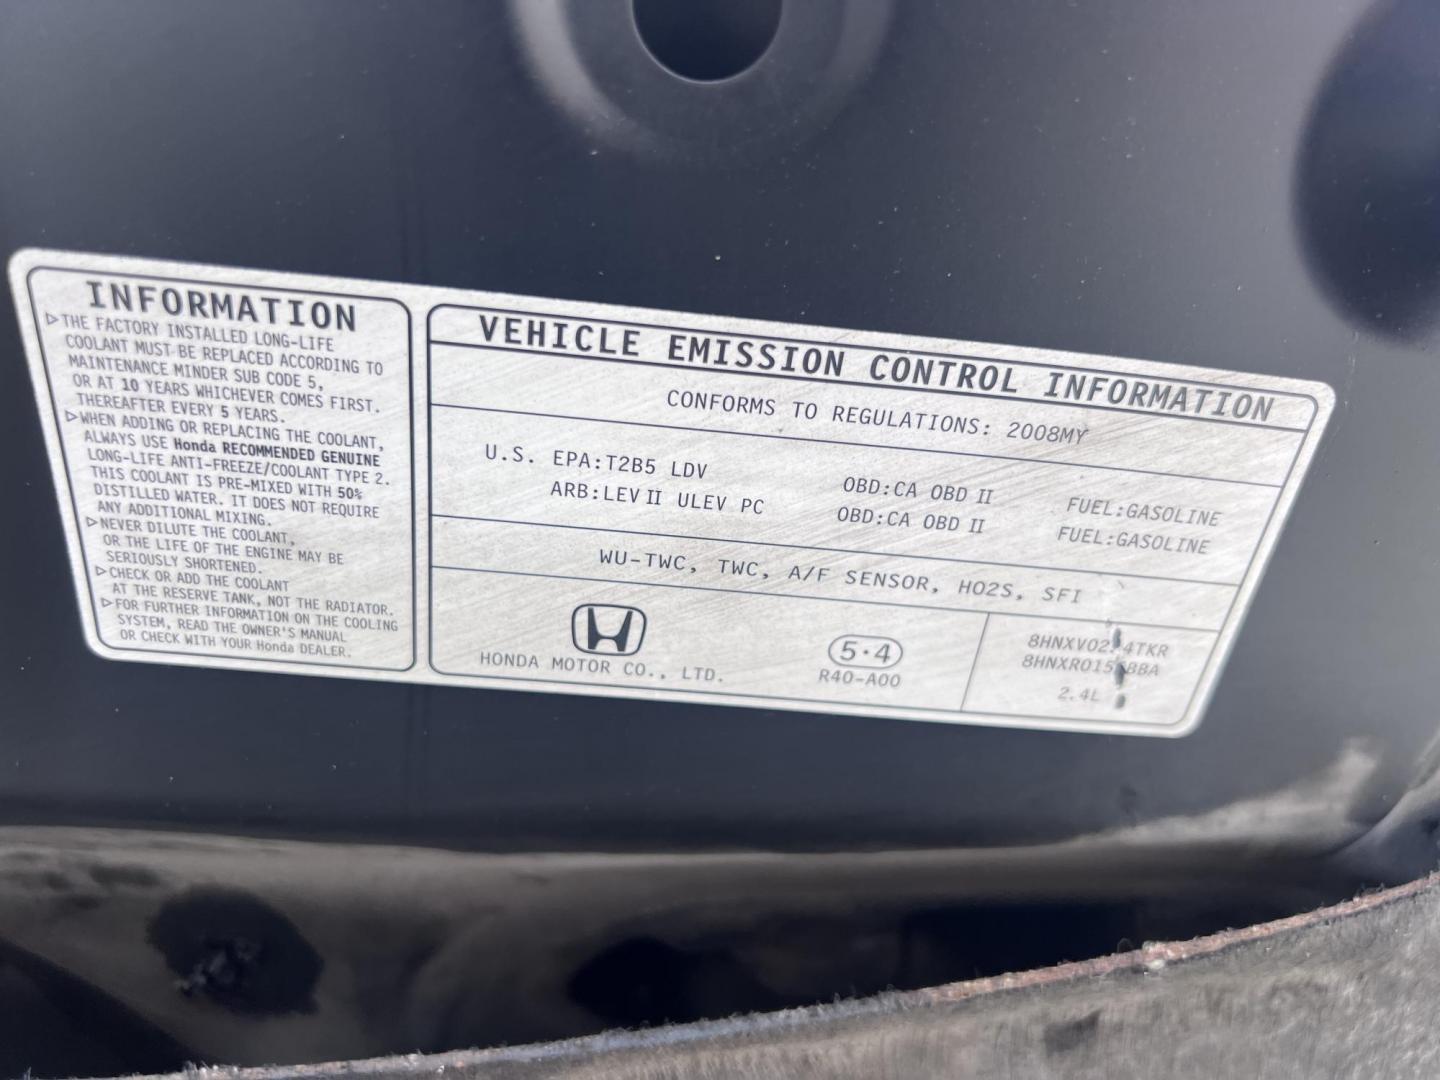 INFORMATION
▷THE FACTORY INSTALLED LONG-LIFE
COOLANT MUST BE REPLACED ACCORDING TO
MAINTENANCE MINDER SUB CODE 5,
OR AT 10 YEARS WHICHEVER COMES FIRST.
THEREAFTER EVERY 5 YEARS.
▷WHEN ADDING OR REPLACING THE COOLANT,
ALWAYS USE Honda RECOMMENDED GENUINE
LONG-LIFE ANTI-FREEZE/COOLANT TYPE 2.
THIS COOLANT IS PRE-MIXED WITH 50%
DISTILLED WATER. IT DOES NOT REQUIRE
ANY ADDITIONAL MIXING.
▷NEVER DILUTE THE COOLANT,
OR THE LIFE OF THE ENGINE MAY BE
SERIOUSLY SHORTENED.
▷CHECK OR ADD THE COOLANT
AT THE RESERVE TANK, NOT THE RADIATOR.
▷FOR FURTHER INFORMATION ON THE COOLING
SYSTEM, READ THE OWNER'S MANUAL
OR CHECK WITH YOUR Honda DEALER.
VEHICLE EMISSION CONTROL INFORMATION
CONFORMS TO REGULATIONS: 2008MY
U.S. EPA:T2B5 LDV OBD:CA OBD II FUEL:GASOLINE
ARB:LEV II ULEV PC OBD:CA OBD II FUEL:GASOLINE
WU-TWC, TWC, A/F SENSOR, HO2S, SFI
HONDA MOTOR CO., LTD.
5·4
R40-A00
2.4L